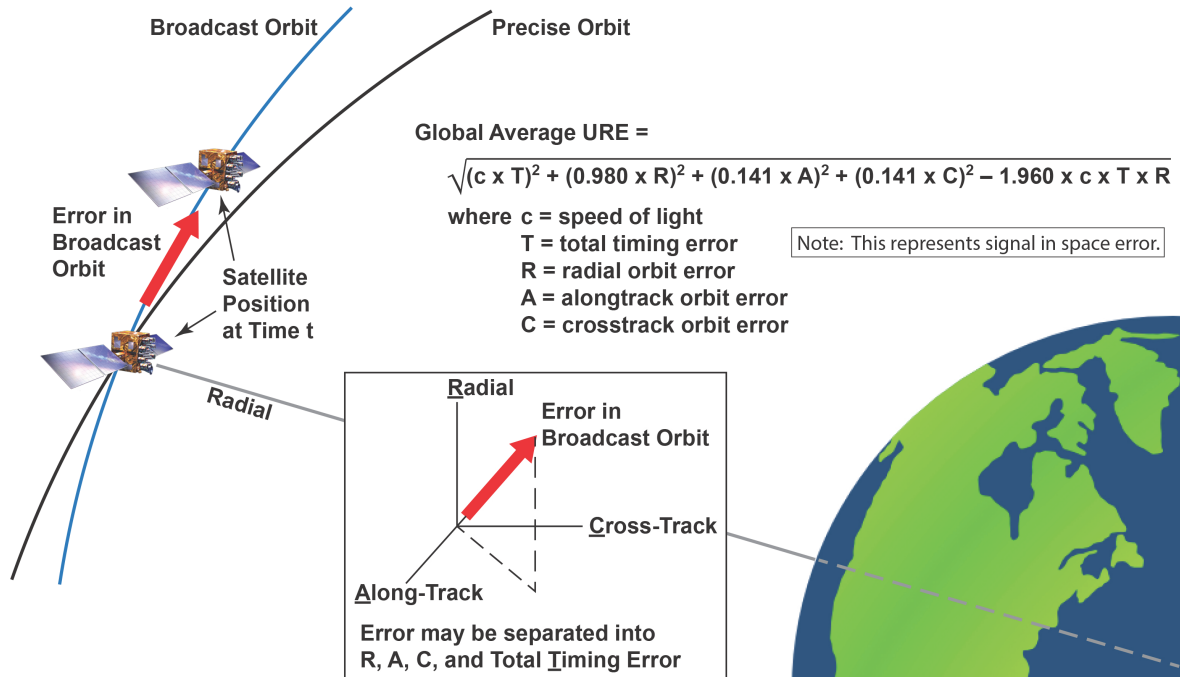 Broadcast Orbit
Precise Orbit
Global Average URE =
√(c x T)² + (0.980 x R)² + (0.141 x A)² + (0.141 x C)² – 1.960 x c x T x R
where c = speed of light
T = total timing error
R = radial orbit error
A = alongtrack orbit error
C = crosstrack orbit error
Note: This represents signal in space error.
Error in
Broadcast
Orbit
Satellite
Position
at Time t
Radial
Radial
Error in
Broadcast Orbit
Cross-Track
Along-Track
Error may be separated into
R, A, C, and Total Timing Error